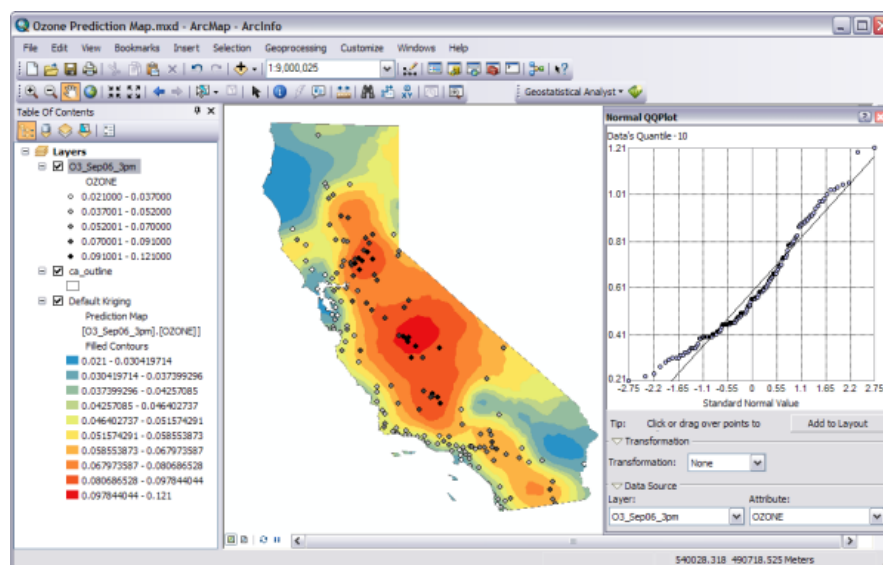 Ozone Prediction Map.mxd - ArcMap - ArcInfo
File Edit View Bookmarks Insert Selection Geoprocessing Customize Windows Help
1:9,000,025
Geostatistical Analyst
Table Of Contents
Layers
O3_Sep06_3pm
OZONE
0.021000 - 0.037000
0.037001 - 0.052000
0.052001 - 0.070000
0.070001 - 0.091000
0.091001 - 0.121000
ca_outline
Default Kriging
Prediction Map
[O3_Sep06_3pm].[OZONE]]
Filled Contours
0.021 - 0.030419714
0.030419714 - 0.037399296
0.037399296 - 0.04257085
0.04257085 - 0.046402737
0.046402737 - 0.051574291
0.051574291 - 0.058553873
0.058553873 - 0.067973587
0.067973587 - 0.080686528
0.080686528 - 0.097844044
0.097844044 - 0.121
Normal QQPlot
Data's Quantile -10
1.21
1.01
0.81
0.61
0.41
0.21
-2.75 -2.2 -1.65 -1.1 -0.55 0 0.55 1.1 1.65 2.2 2.75
Standard Normal Value
Tip: Click or drag over points to
Add to Layout
Transformation
Transformation: None
Data Source
Layer: Attribute:
O3_Sep06_3pm OZONE
540028.318 490718.525 Meters